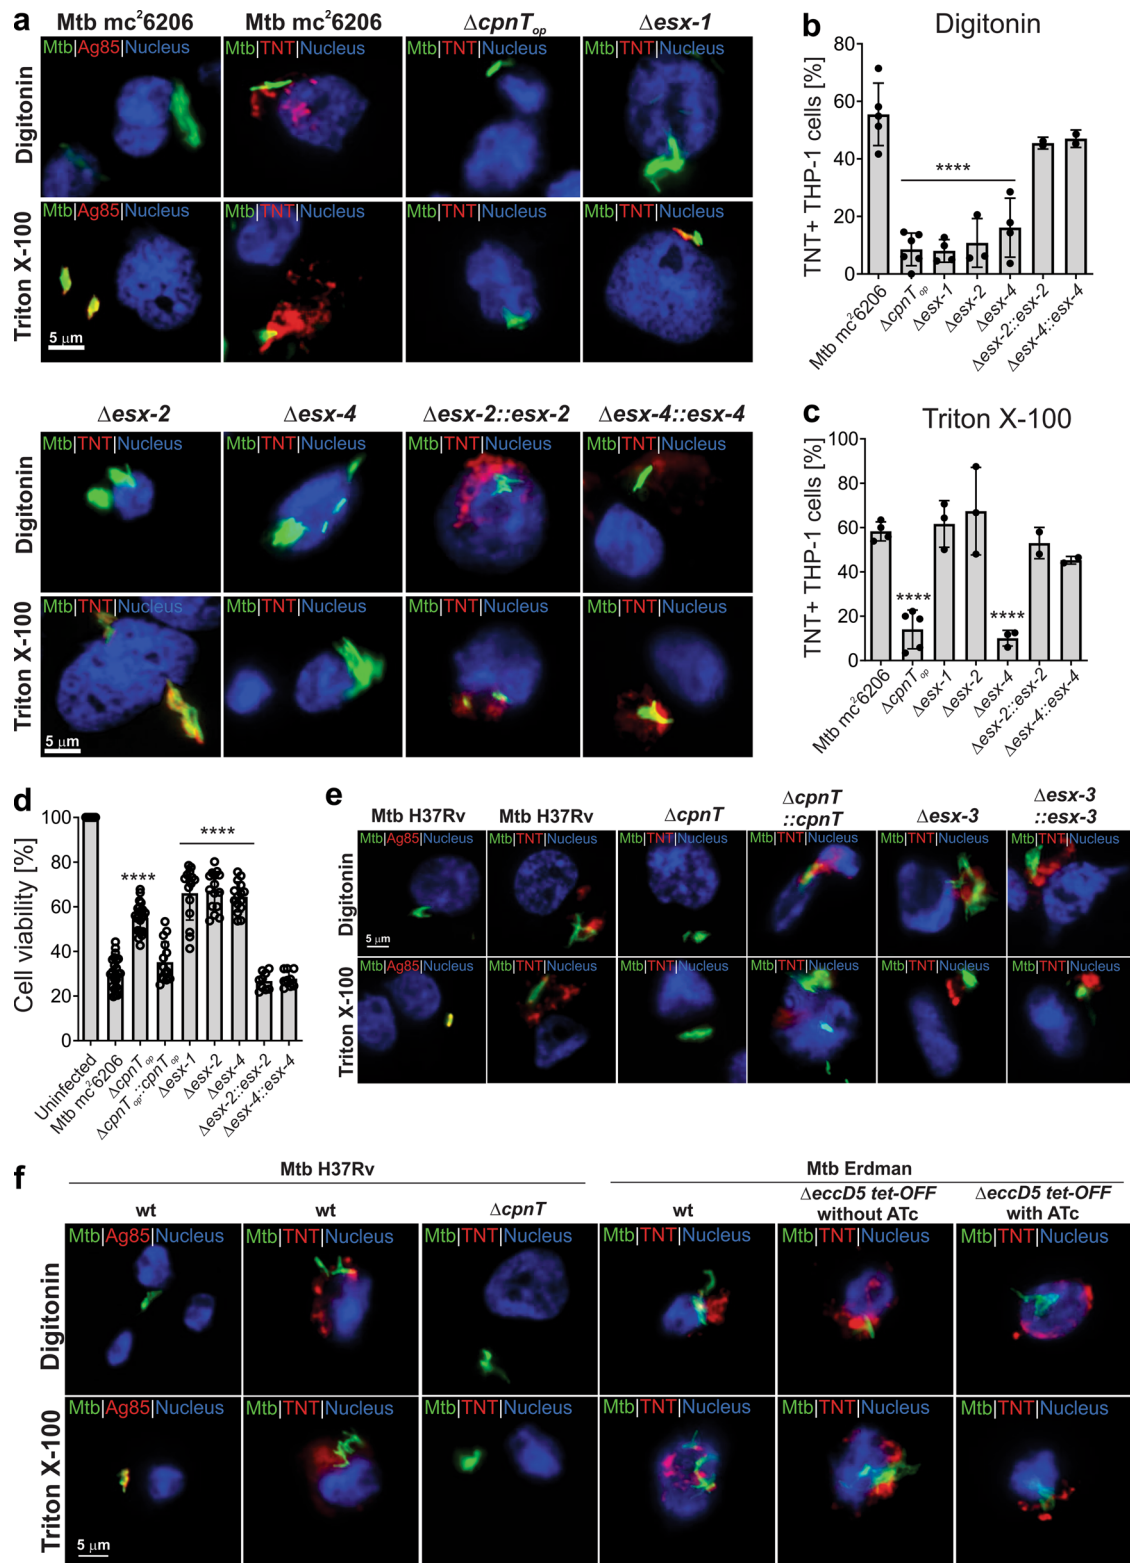 a
Mtb mc²6206 Mtb mc²6206 ΔcpnTop Δesx-1
Digitonin
Mtb|Ag85|Nucleus Mtb|TNT|Nucleus Mtb|TNT|Nucleus Mtb|TNT|Nucleus
Triton X-100
Mtb|Ag85|Nucleus Mtb|TNT|Nucleus Mtb|TNT|Nucleus Mtb|TNT|Nucleus
5 μm
Δesx-2 Δesx-4 Δesx-2::esx-2 Δesx-4::esx-4
Digitonin
Mtb|TNT|Nucleus Mtb|TNT|Nucleus Mtb|TNT|Nucleus Mtb|TNT|Nucleus
Triton X-100
Mtb|TNT|Nucleus Mtb|TNT|Nucleus Mtb|TNT|Nucleus Mtb|TNT|Nucleus
5 μm
b
Digitonin
TNT+ THP-1 cells [%]
80
60
40
20
0
****
Mtb mc²6206
ΔcpnTop
Δesx-1
Δesx-2
Δesx-4
Δesx-2::esx-2
Δesx-4::esx-4
c
Triton X-100
TNT+ THP-1 cells [%]
100
80
60
40
20
0
**** ****
Mtb mc²6206
ΔcpnTop
Δesx-1
Δesx-2
Δesx-4
Δesx-2::esx-2
Δesx-4::esx-4
d
Cell viability [%]
100
80
60
40
20
0
**** ****
Uninfected
Mtb mc²6206
ΔcpnTop
ΔcpnTop::cpnTop
Δesx-1
Δesx-2
Δesx-4
Δesx-2::esx-2
Δesx-4::esx-4
e
Mtb H37Rv Mtb H37Rv ΔcpnT ΔcpnT ::cpnT Δesx-3 Δesx-3 ::esx-3
Digitonin
Mtb|Ag85|Nucleus Mtb|TNT|Nucleus Mtb|TNT|Nucleus Mtb|TNT|Nucleus Mtb|TNT|Nucleus Mtb|TNT|Nucleus
5 μm
Triton X-100
Mtb|Ag85|Nucleus Mtb|TNT|Nucleus Mtb|TNT|Nucleus Mtb|TNT|Nucleus Mtb|TNT|Nucleus Mtb|TNT|Nucleus
f
Mtb H37Rv Mtb Erdman
wt wt ΔcpnT wt ΔeccD5 tet-OFF without ATc ΔeccD5 tet-OFF with ATc
Digitonin
Mtb|Ag85|Nucleus Mtb|TNT|Nucleus Mtb|TNT|Nucleus Mtb|TNT|Nucleus Mtb|TNT|Nucleus Mtb|TNT|Nucleus
Triton X-100
Mtb|Ag85|Nucleus Mtb|TNT|Nucleus Mtb|TNT|Nucleus Mtb|TNT|Nucleus Mtb|TNT|Nucleus Mtb|TNT|Nucleus
5 μm